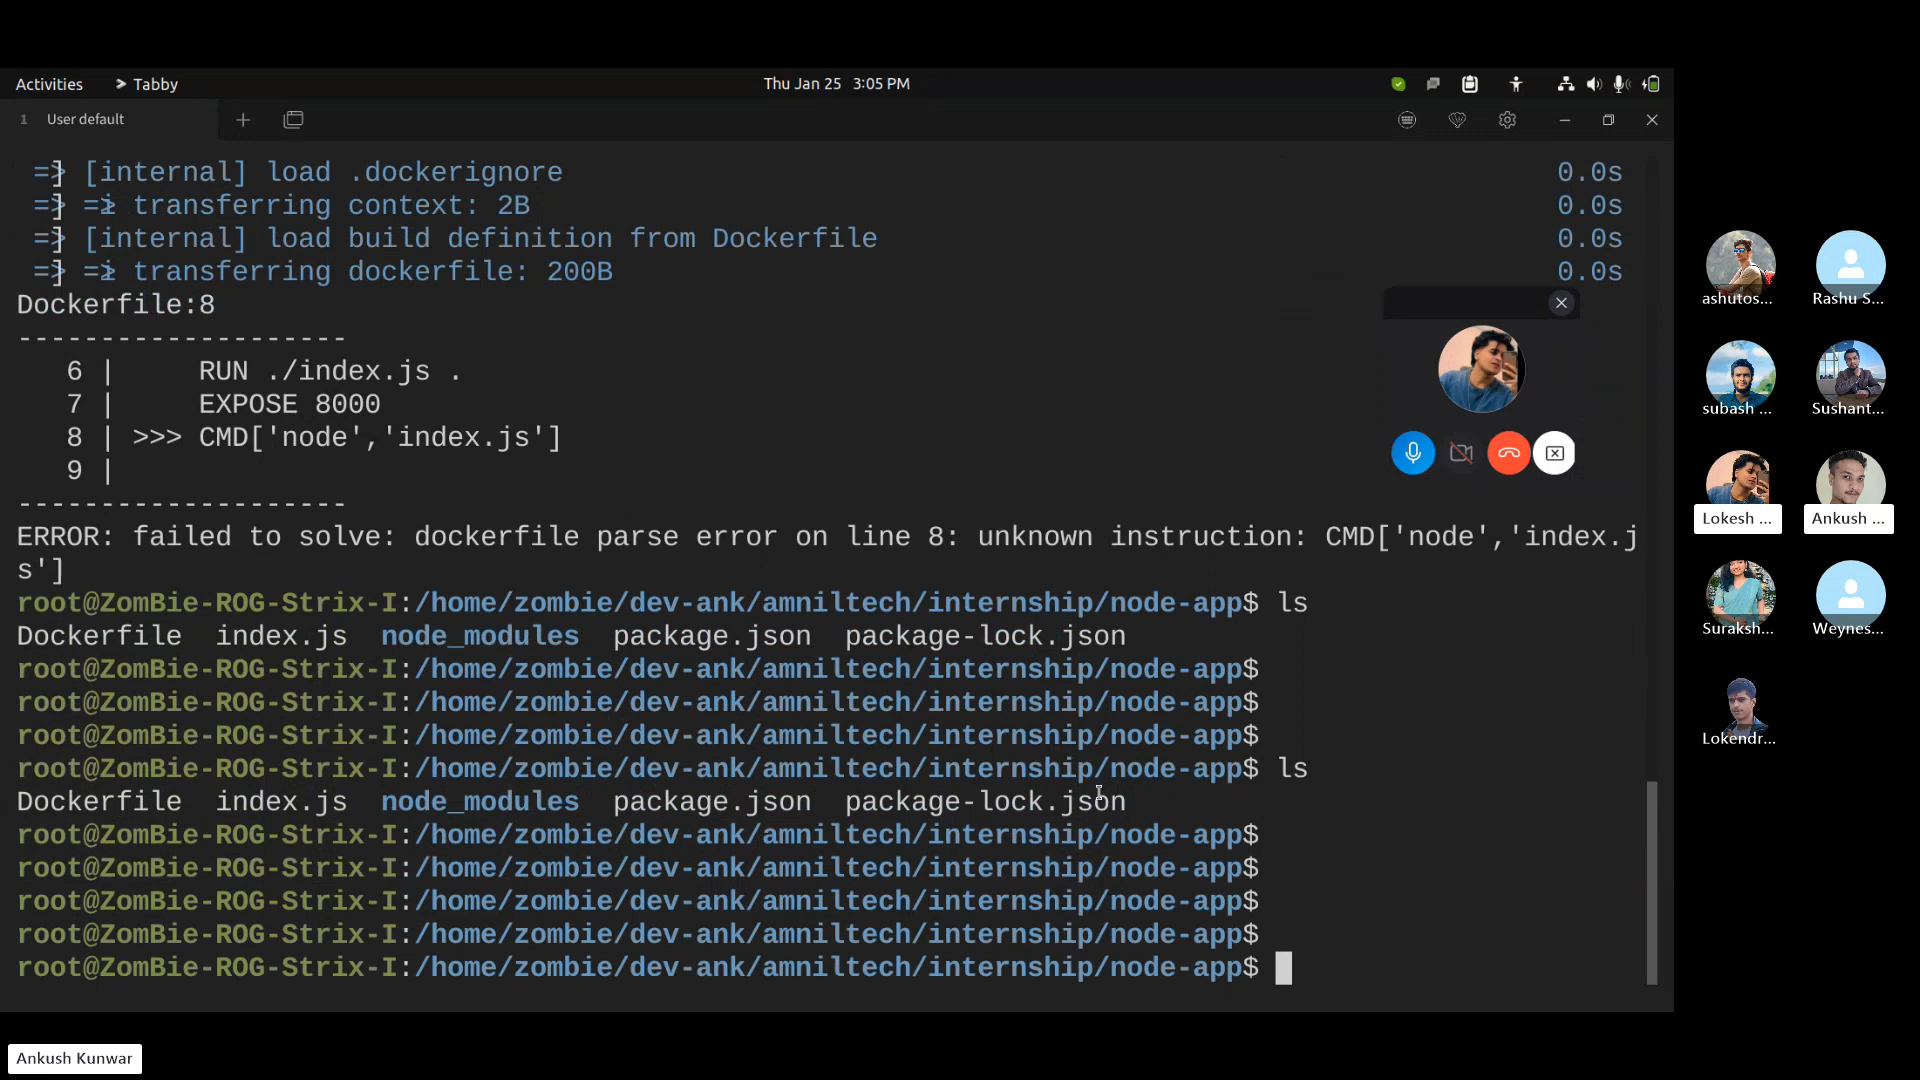 Activities
Tabby
Thu Jan 25 3:05 PM
1 User default
=> [internal] load .dockerignore 0.0s
=> => transferring context: 2B 0.0s
=> [internal] load build definition from Dockerfile 0.0s
=> => transferring dockerfile: 200B 0.0s
Dockerfile:8
--------------------
6 | RUN ./index.js .
7 | EXPOSE 8000
8 | >>> CMD['node','index.js']
9 |
--------------------
ERROR: failed to solve: dockerfile parse error on line 8: unknown instruction: CMD['node','index.j
s']
root@ZomBie-ROG-Strix-I:/home/zombie/dev-ank/amniltech/internship/node-app$ ls
Dockerfile index.js node_modules package.json package-lock.json
root@ZomBie-ROG-Strix-I:/home/zombie/dev-ank/amniltech/internship/node-app$
root@ZomBie-ROG-Strix-I:/home/zombie/dev-ank/amniltech/internship/node-app$
root@ZomBie-ROG-Strix-I:/home/zombie/dev-ank/amniltech/internship/node-app$
root@ZomBie-ROG-Strix-I:/home/zombie/dev-ank/amniltech/internship/node-app$ ls
Dockerfile index.js node_modules package.json package-lock.json
root@ZomBie-ROG-Strix-I:/home/zombie/dev-ank/amniltech/internship/node-app$
root@ZomBie-ROG-Strix-I:/home/zombie/dev-ank/amniltech/internship/node-app$
root@ZomBie-ROG-Strix-I:/home/zombie/dev-ank/amniltech/internship/node-app$
root@ZomBie-ROG-Strix-I:/home/zombie/dev-ank/amniltech/internship/node-app$
root@ZomBie-ROG-Strix-I:/home/zombie/dev-ank/amniltech/internship/node-app$
ashutos... Rashu S...
subash ... Sushant...
Lokesh ... Ankush ...
Suraksh... Weynes...
Lokendr...
Ankush Kunwar